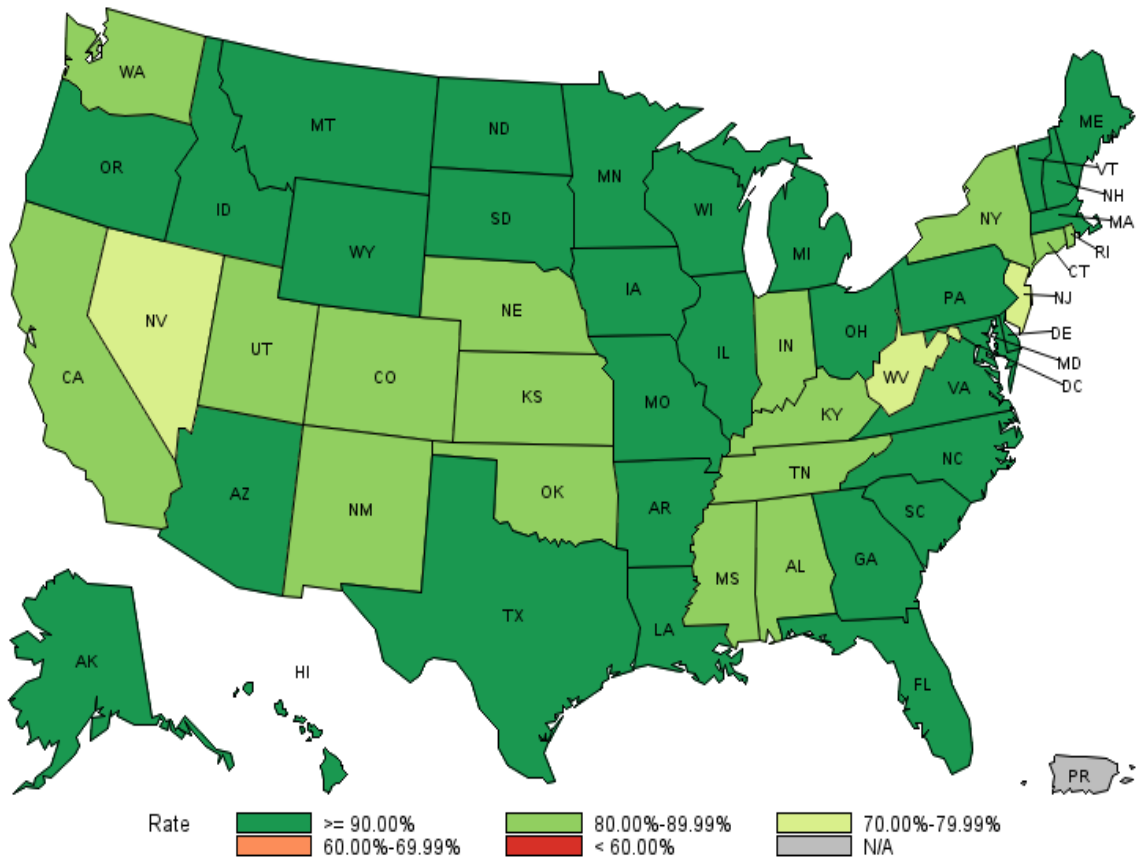 WA
MT
ND
ME
OR
MN
VT
ID
SD
WI
NH
NY
MA
WY
MI
RI
CT
IA
PA
NJ
NE
NV
OH
DE
UT
IN
IL
MD
CA
CO
WV
DC
KS
VA
MO
KY
NC
TN
AZ
OK
NM
AR
SC
MS
AL
GA
TX
LA
AK
HI
FL
PR
Rate >= 90.00% 80.00%-89.99% 70.00%-79.99%
60.00%-69.99% < 60.00% N/A